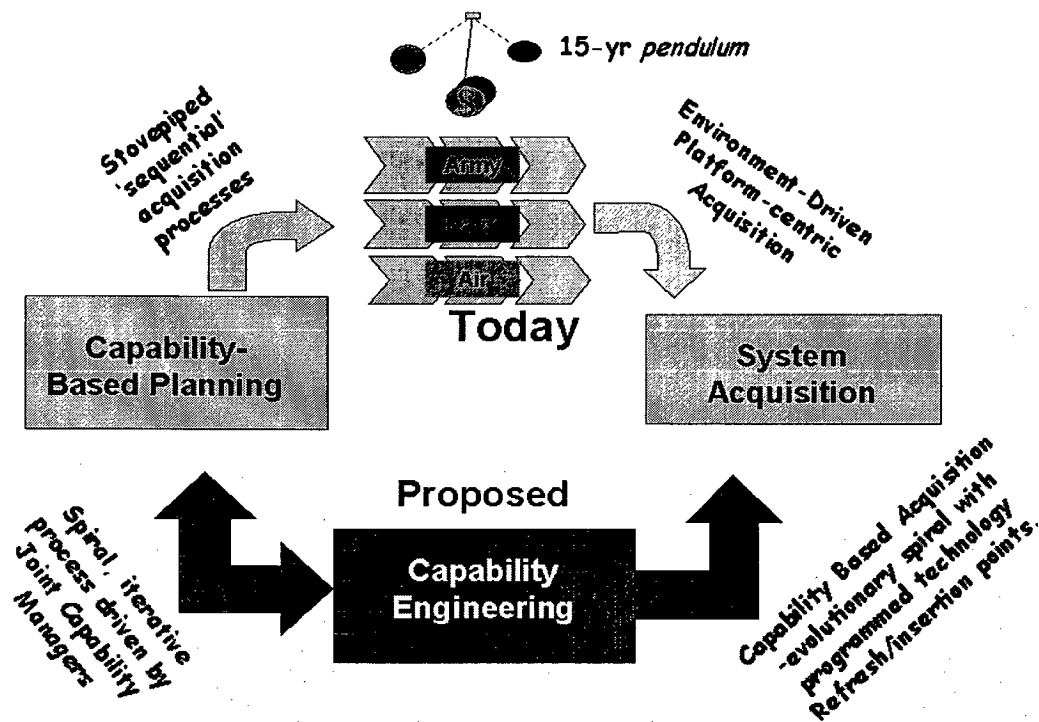 15-yr pendulum
$
Stovepiped
'sequential'
acquisition
processes
Environment-Driven
Platform-centric
Acquisition
Army
Air
Today
Capability-
Based Planning
System
Acquisition
Proposed
Capability
Engineering
Spiral, iterative
process driven by
Joint Capability
Managers
Capability Based Acquisition
-evolutionary spiral with
programmed technology
Refresh/insertion points.